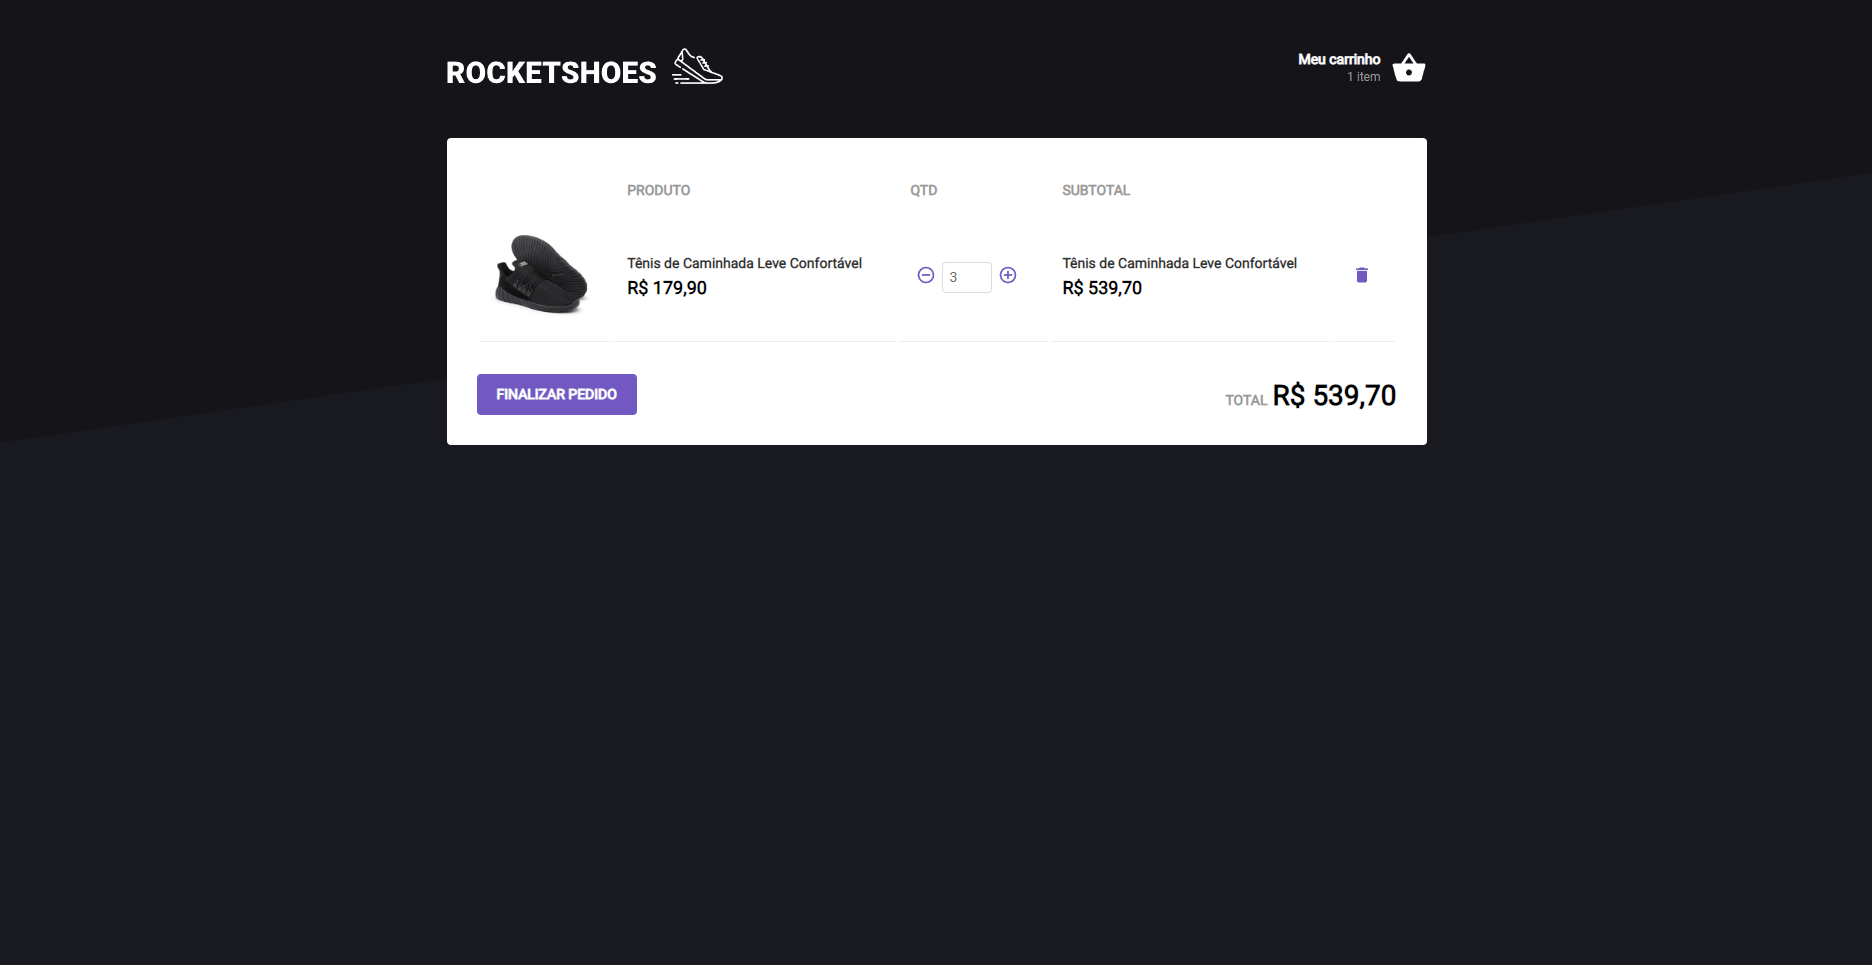 ROCKETSHOES
Meu carrinho
1 item
PRODUTO QTD SUBTOTAL
Tênis de Caminhada Leve Confortável
R$ 179,90
3
Tênis de Caminhada Leve Confortável
R$ 539,70
FINALIZAR PEDIDO
TOTAL R$ 539,70